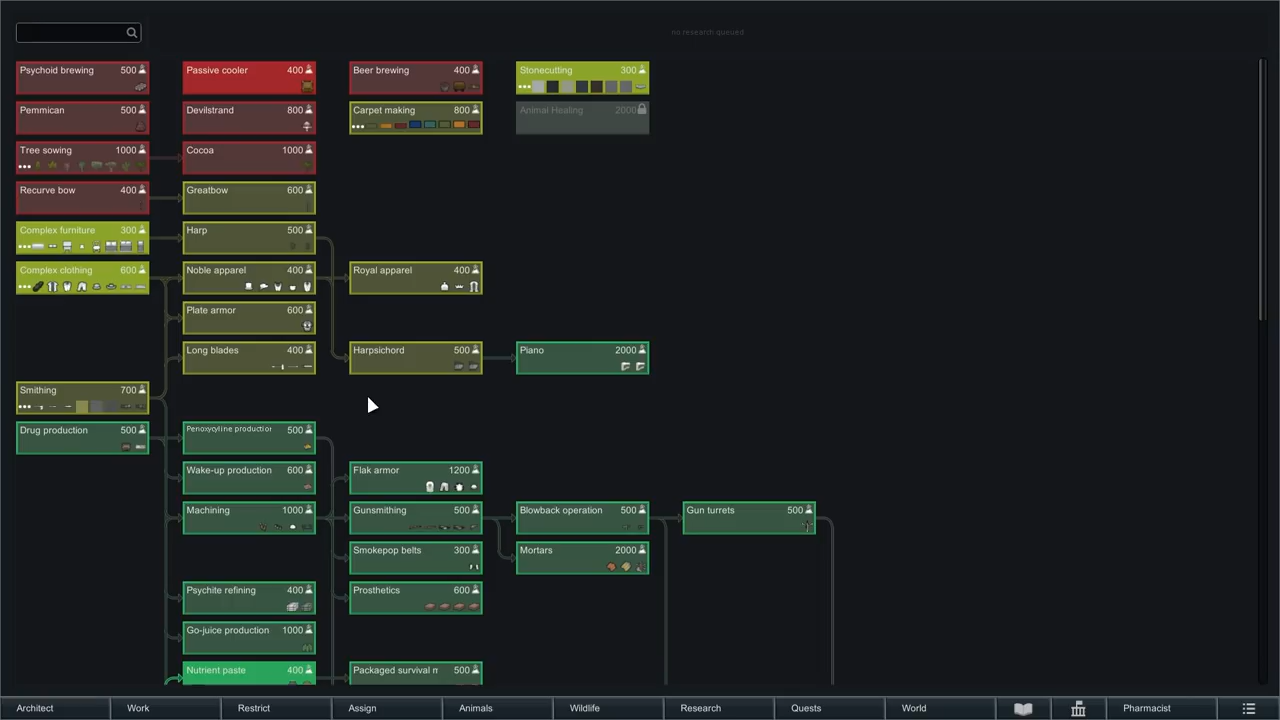 no research queued
Psychoid brewing 500
Passive cooler 400
Beer brewing 400
Stonecutting 300
Pemmican 500
Devilstrand 800
Carpet making 800
Animal Healing 2000
Tree sowing 1000
Cocoa 1000
Recurve bow 400
Greatbow 600
Complex furniture 300
Harp 500
Complex clothing 600
Noble apparel 400
Royal apparel 400
Plate armor 600
Long blades 400
Harpsichord 500
Piano 2000
Smithing 700
Drug production 500
Penoxycyline productior 500
Wake-up production 600
Flak armor 1200
Machining 1000
Gunsmithing 500
Blowback operation 500
Gun turrets 500
Smokepop belts 300
Mortars 2000
Psychite refining 400
Prosthetics 600
Go-juice production 1000
Nutrient paste 400
Packaged survival r 500
Architect
Work
Restrict
Assign
Animals
Wildlife
Research
Quests
World
Pharmacist